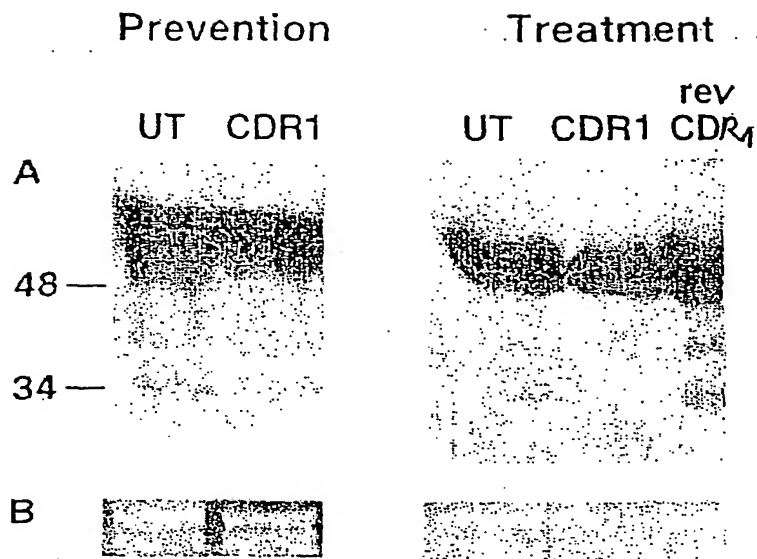 Prevention Treatment
UT CDR1 UT CDR1 rev CDR1
A
48
34
B